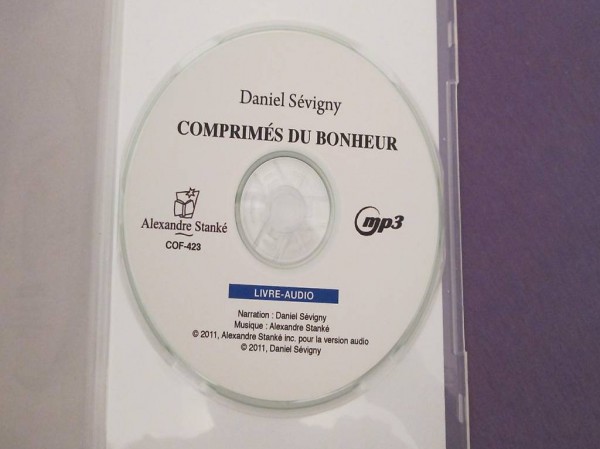 Daniel Sévigny
COMPRIMÉS DU BONHEUR
Alexandre Stanké
COF-423
mp3
LIVRE-AUDIO
Narration : Daniel Sévigny
Musique : Alexandre Stanké
© 2011, Alexandre Stanké inc. pour la version audio
© 2011, Daniel Sévigny